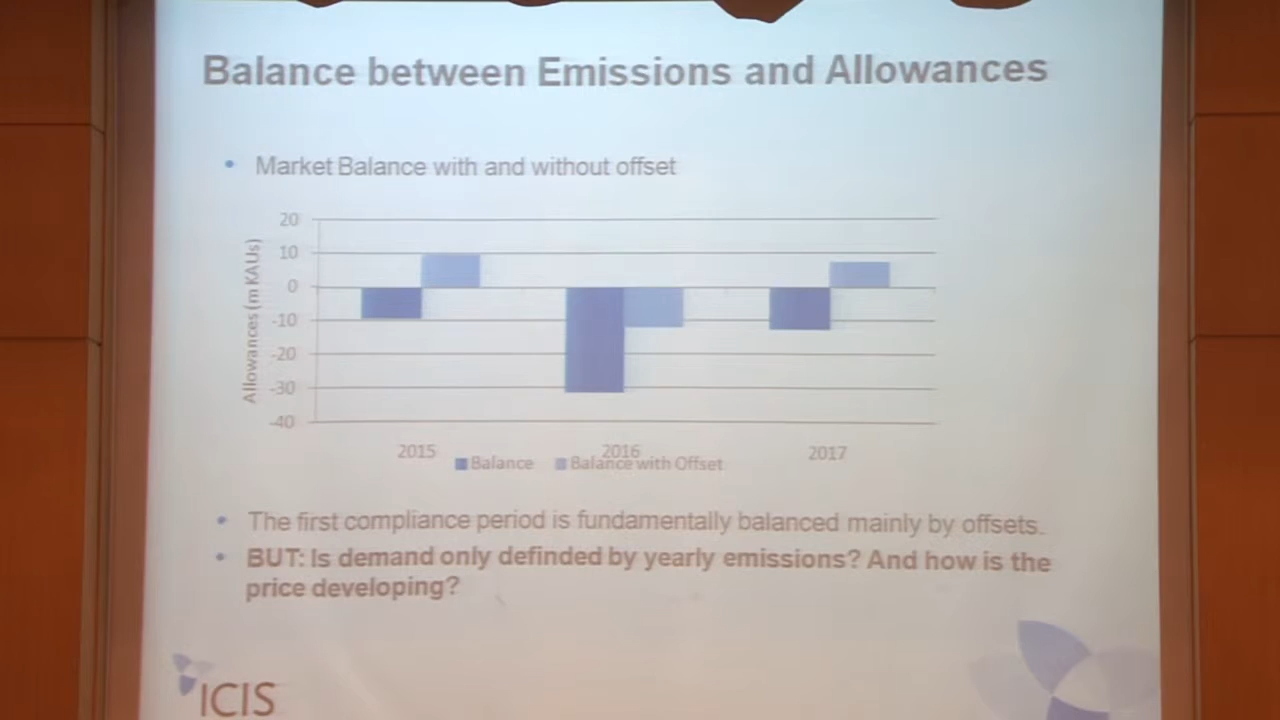 Balance between Emissions and Allowances
• Market Balance with and without offset
Allowances (m KAUs)
20
10
0
-10
-20
-30
-40
2015
2016
2017
Balance
Balance with Offset
• The first compliance period is fundamentally balanced mainly by offsets.
• BUT: Is demand only definded by yearly emissions? And how is the
price developing?
ICIS